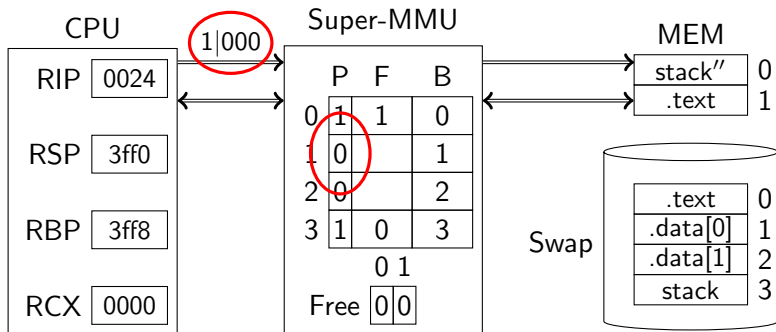 CPU
1|000
Super-MMU
MEM
RIP 0024
RSP 3ff0
RBP 3ff8
RCX 0000
P F B
0 1 1 0
1 0 1
2 0 2
3 1 0 3
0 1
Free 0 0
stack″ 0
.text 1
Swap
.text 0
.data[0] 1
.data[1] 2
stack 3